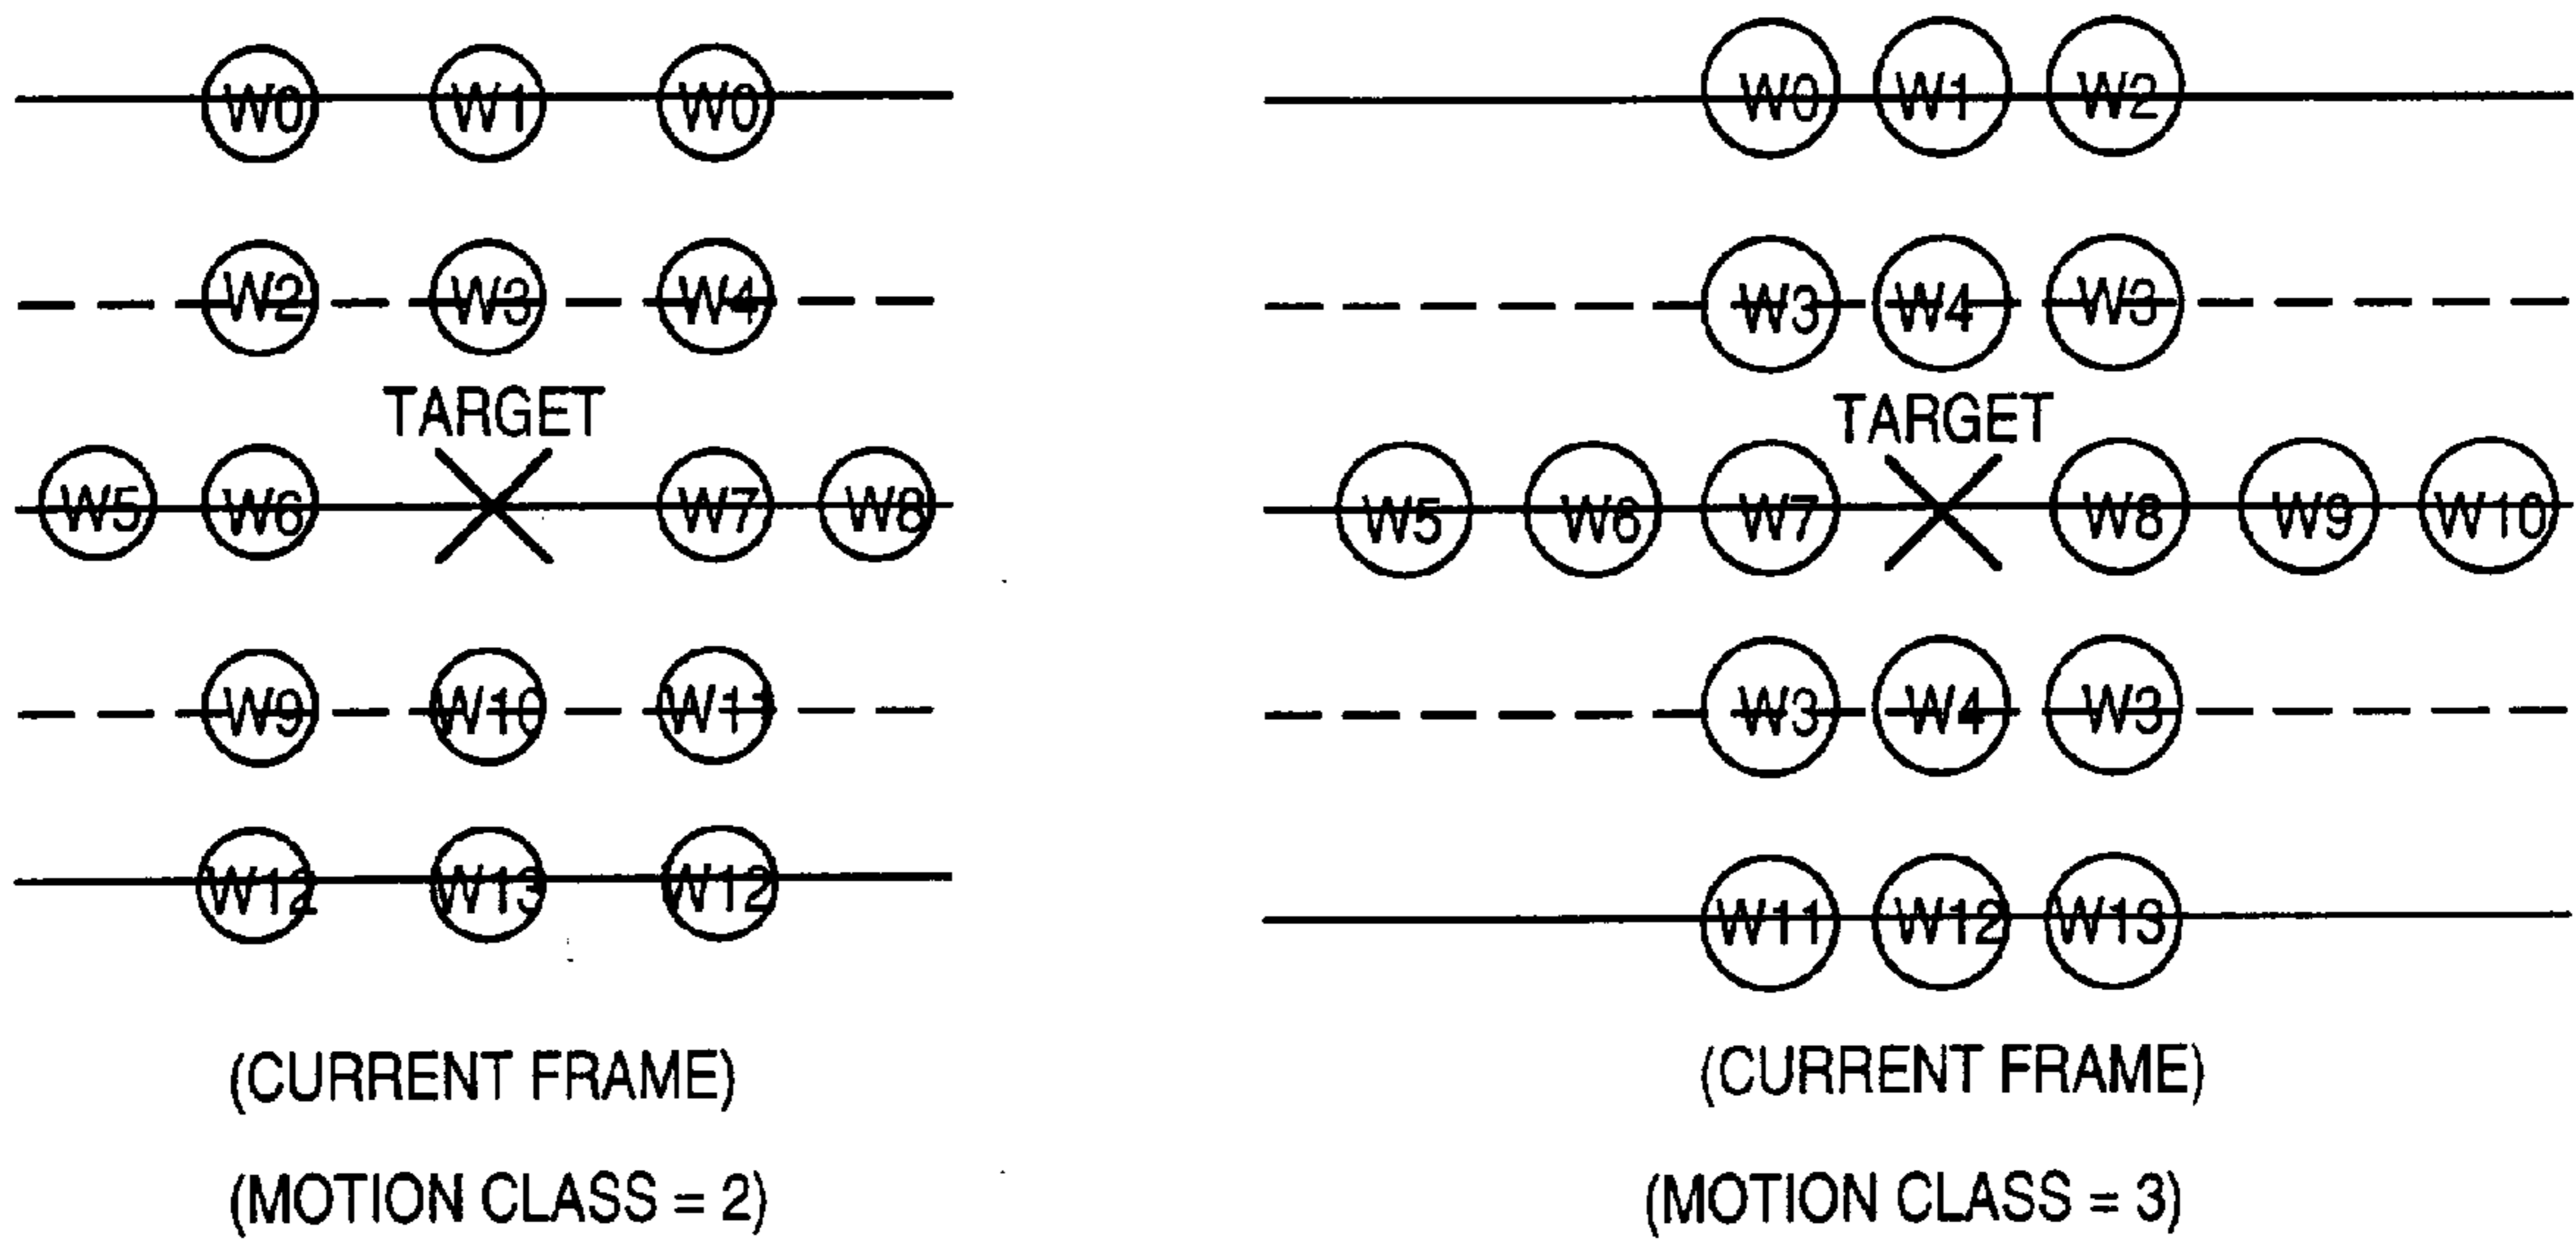 W0 W1 W0
W2 W3 W4
TARGET
W5 W6 W7 W8
W9 W10 W11
W12 W13 W12
(CURRENT FRAME)
(MOTION CLASS = 2)
W0 W1 W2
W3 W4 W3
TARGET
W5 W6 W7 W8 W9 W10
W3 W4 W3
W11 W12 W13
(CURRENT FRAME)
(MOTION CLASS = 3)